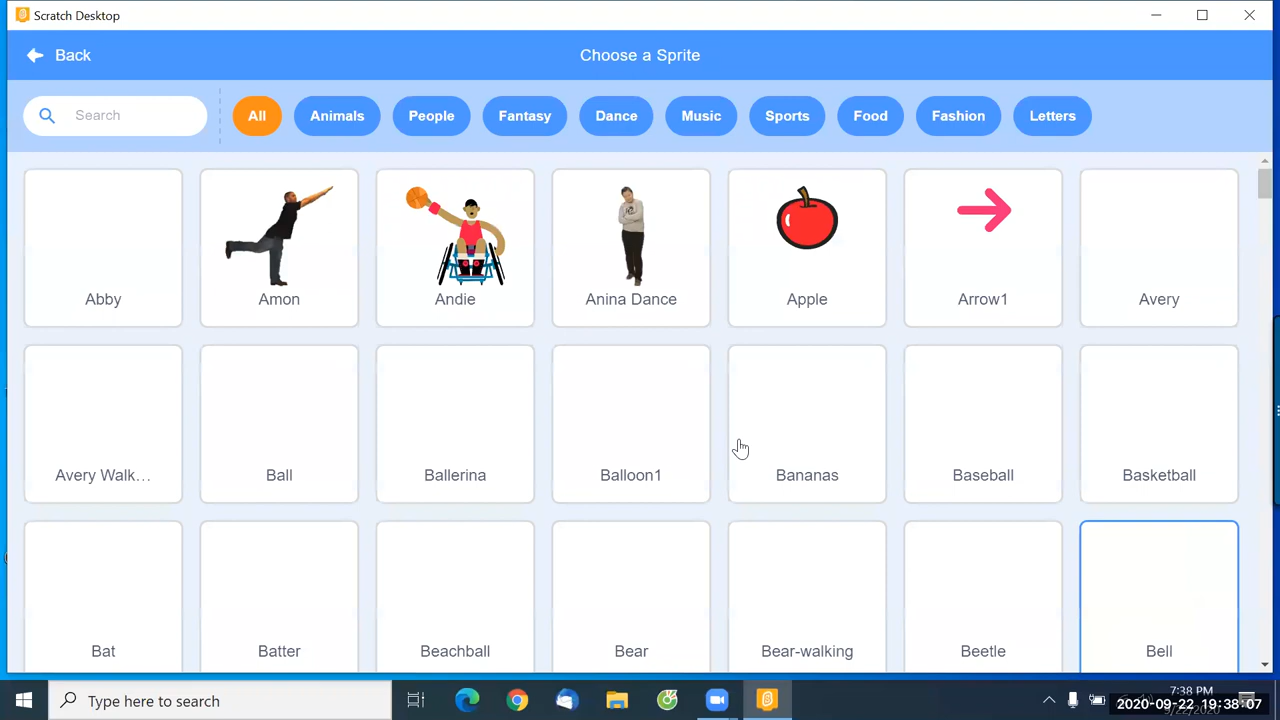 Scratch Desktop
Back
Choose a Sprite
Search
All
Animals
People
Fantasy
Dance
Music
Sports
Food
Fashion
Letters
Abby
Amon
Andie
Anina Dance
Apple
Arrow1
Avery
Avery Walk...
Ball
Ballerina
Balloon1
Bananas
Baseball
Basketball
Bat
Batter
Beachball
Bear
Bear-walking
Beetle
Bell
Type here to search
7:38 PM
2020-09-22 19:38:07